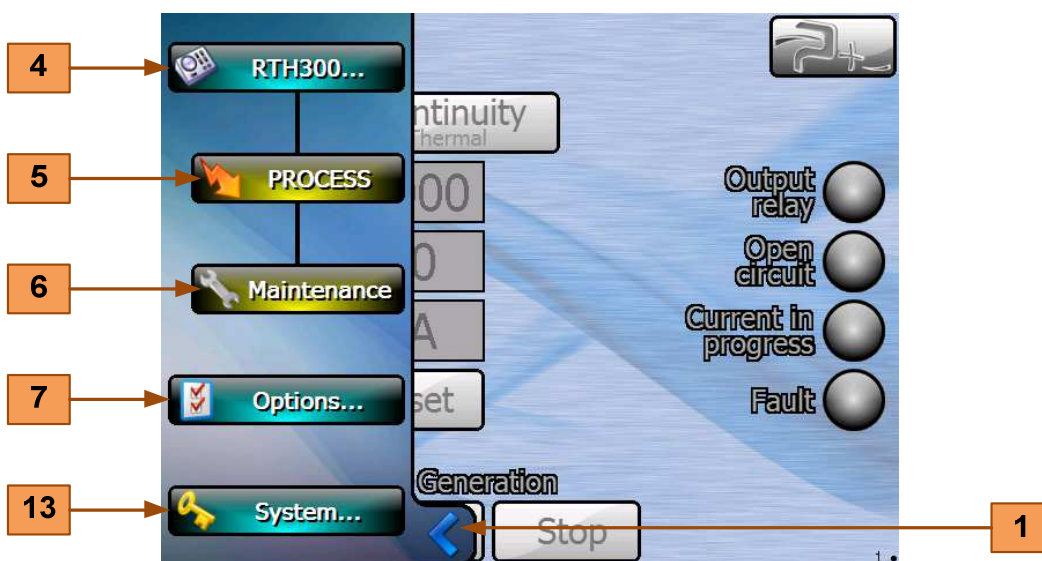 4
RTH300...
ntinuity
Thermal
5
PROCESS
00
Output
relay
0
Open
circuit
6
Maintenance
A
Current in
progress
7
Options...
set
Fault
Generation
13
System...
Stop
1
1